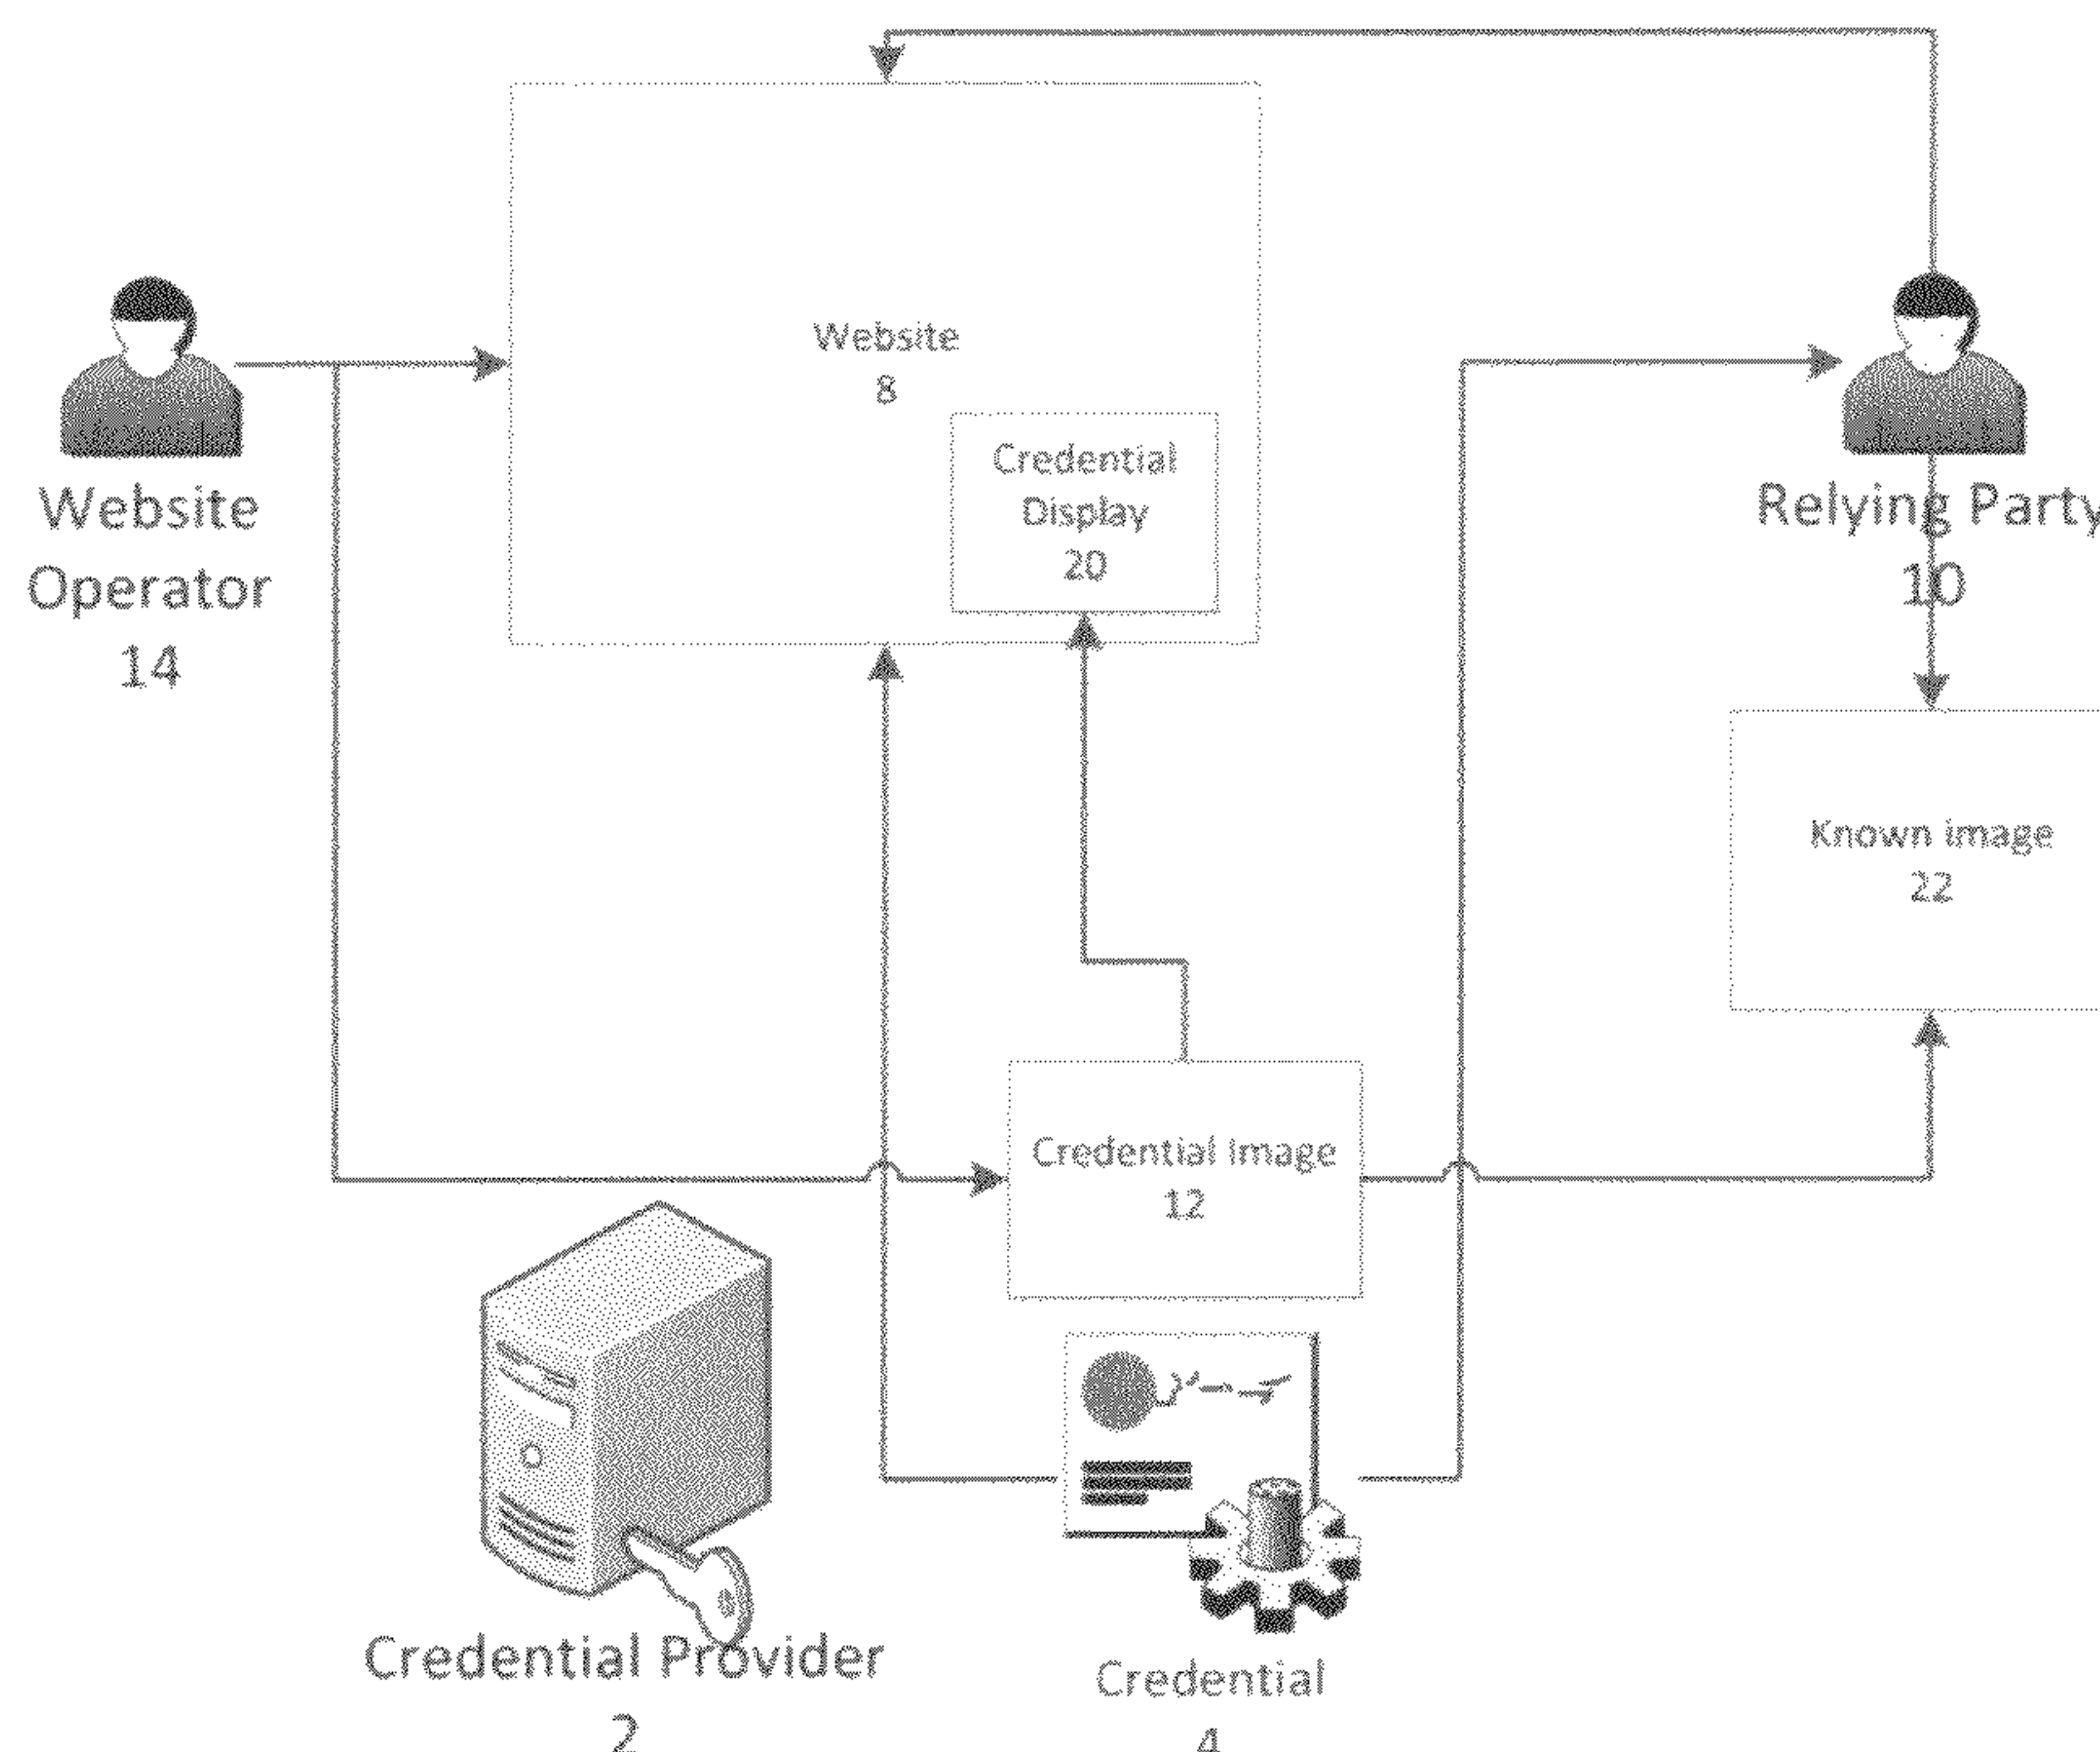 Website
8
Credential
Display
20
Website
Operator
14
Relying Party
10
Known image
22
Credential Image
12
Credential Provider
2
Credential
4